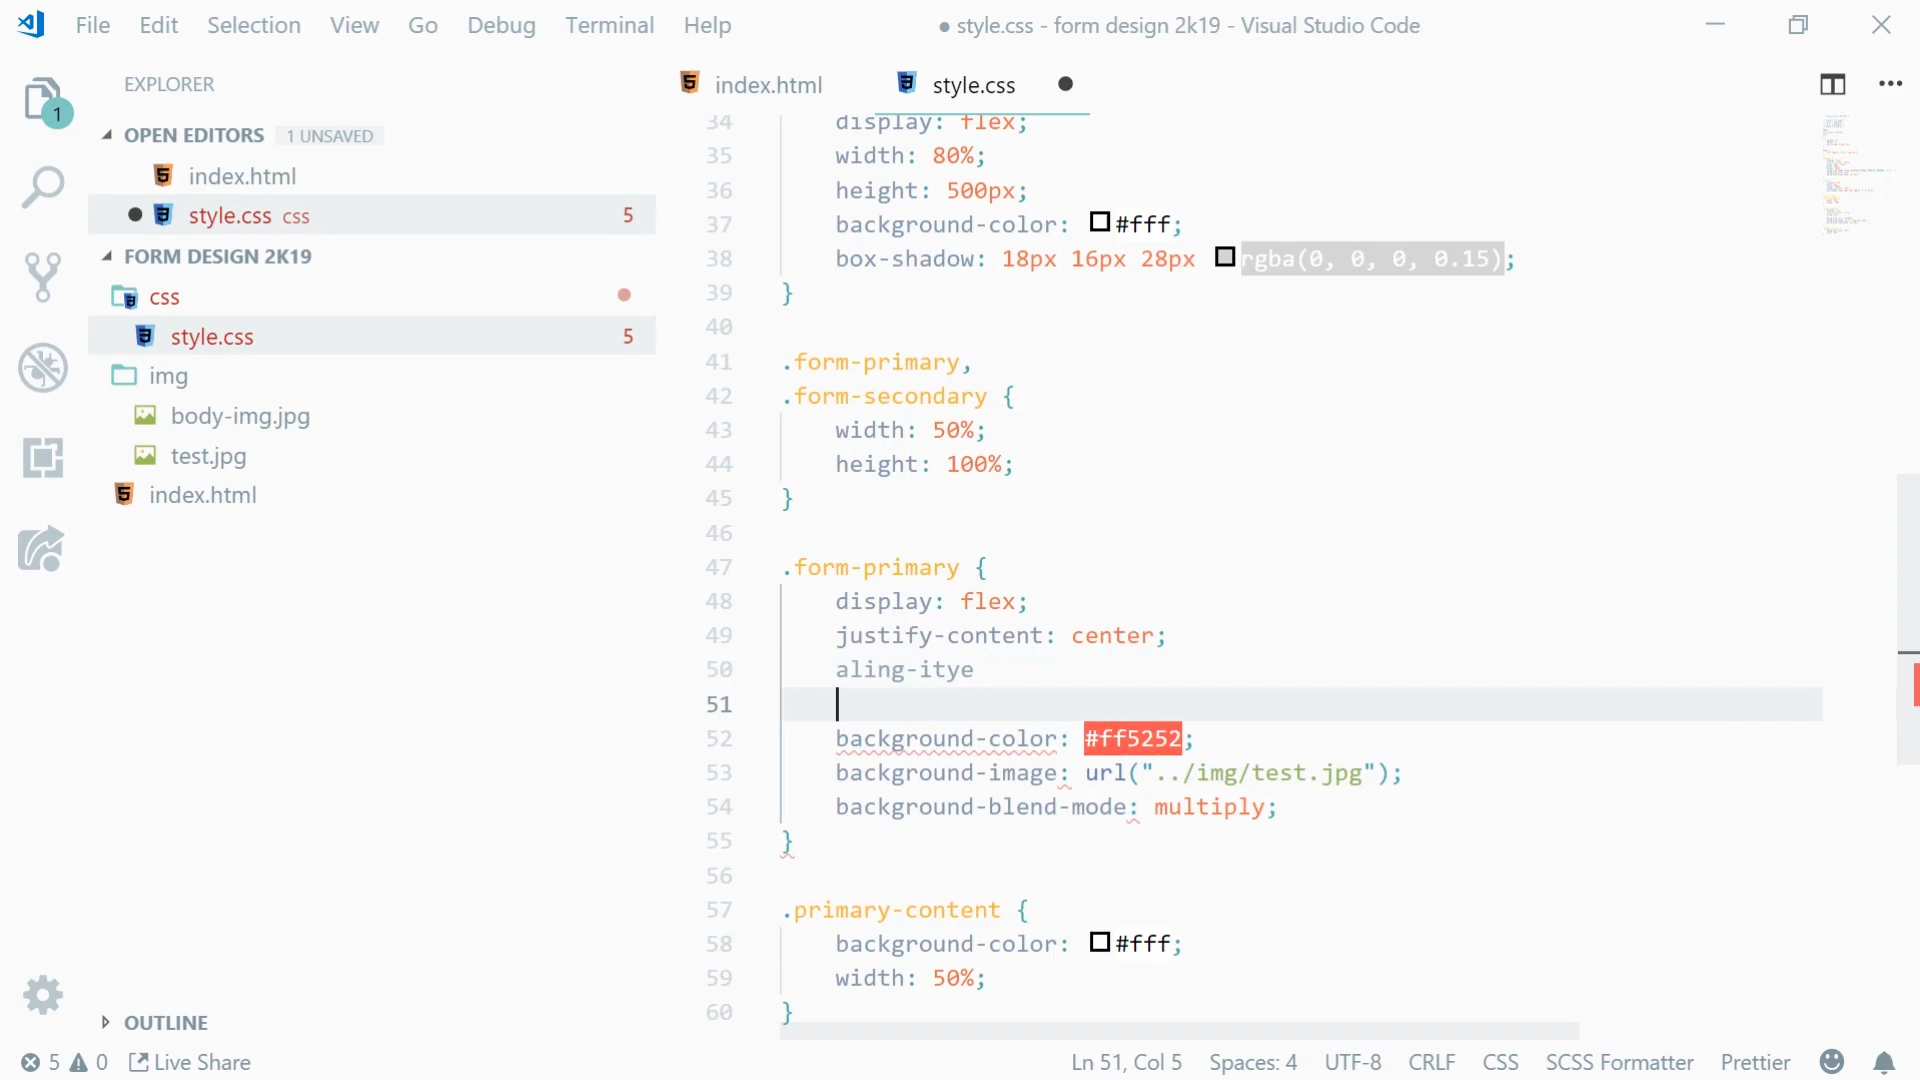 File Edit Selection View Go Debug Terminal Help
● style.css - form design 2k19 - Visual Studio Code
EXPLORER
1
OPEN EDITORS 1 UNSAVED
index.html
● style.css css 5
FORM DESIGN 2K19
css
style.css 5
img
body-img.jpg
test.jpg
index.html
OUTLINE
index.html
style.css ●
34 display: flex;
35 width: 80%;
36 height: 500px;
37 background-color: #fff;
38 box-shadow: 18px 16px 28px rgba(0, 0, 0, 0.15);
39 }
40
41 .form-primary,
42 .form-secondary {
43 width: 50%;
44 height: 100%;
45 }
46
47 .form-primary {
48 display: flex;
49 justify-content: center;
50 aling-itye
51
52 background-color: #ff5252;
53 background-image: url("../img/test.jpg");
54 background-blend-mode: multiply;
55 }
56
57 .primary-content {
58 background-color: #fff;
59 width: 50%;
60 }
5 0 Live Share
Ln 51, Col 5 Spaces: 4 UTF-8 CRLF CSS SCSS Formatter Prettier